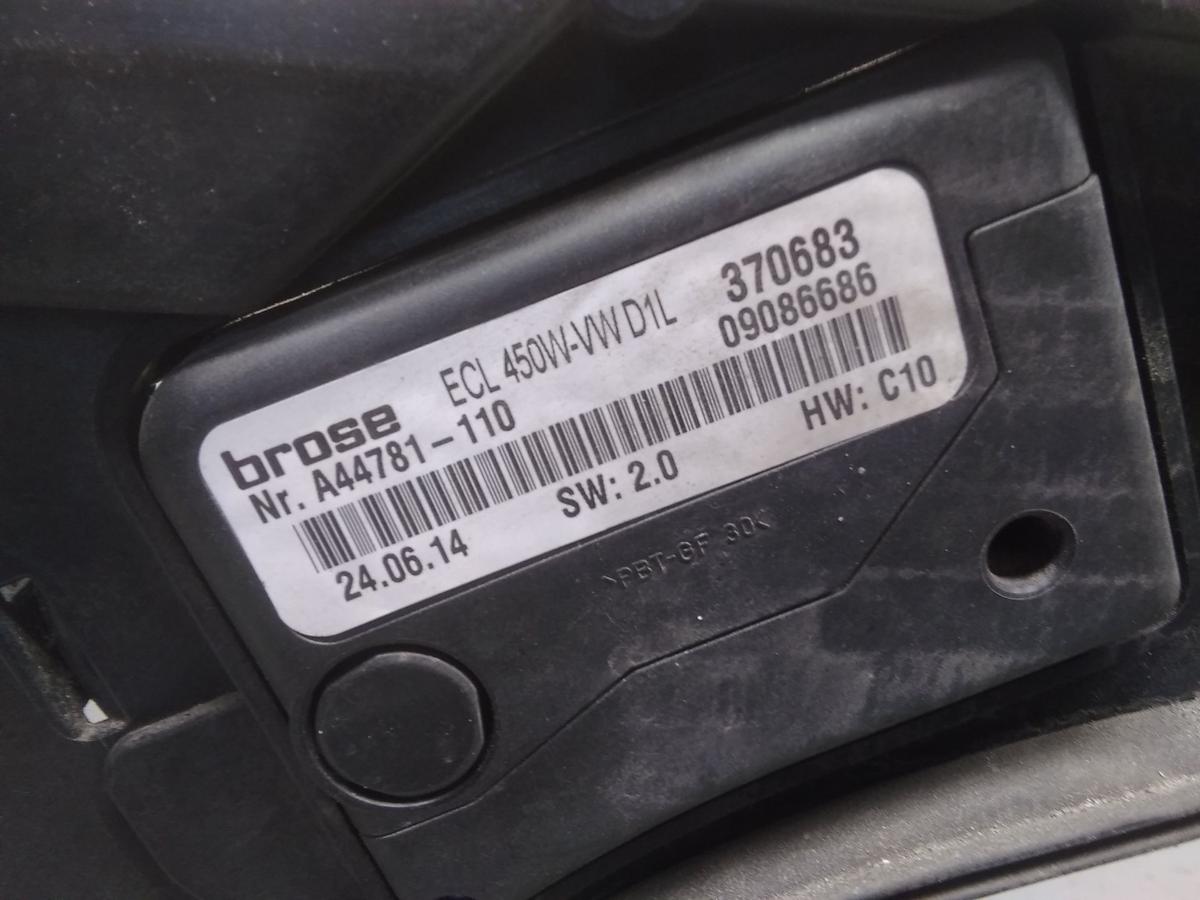 brose ECL 450W-VW D1L 370683
Nr. A44781-110 09086686
24.06.14 SW: 2.0 HW: C10
>PBT-GF 30<